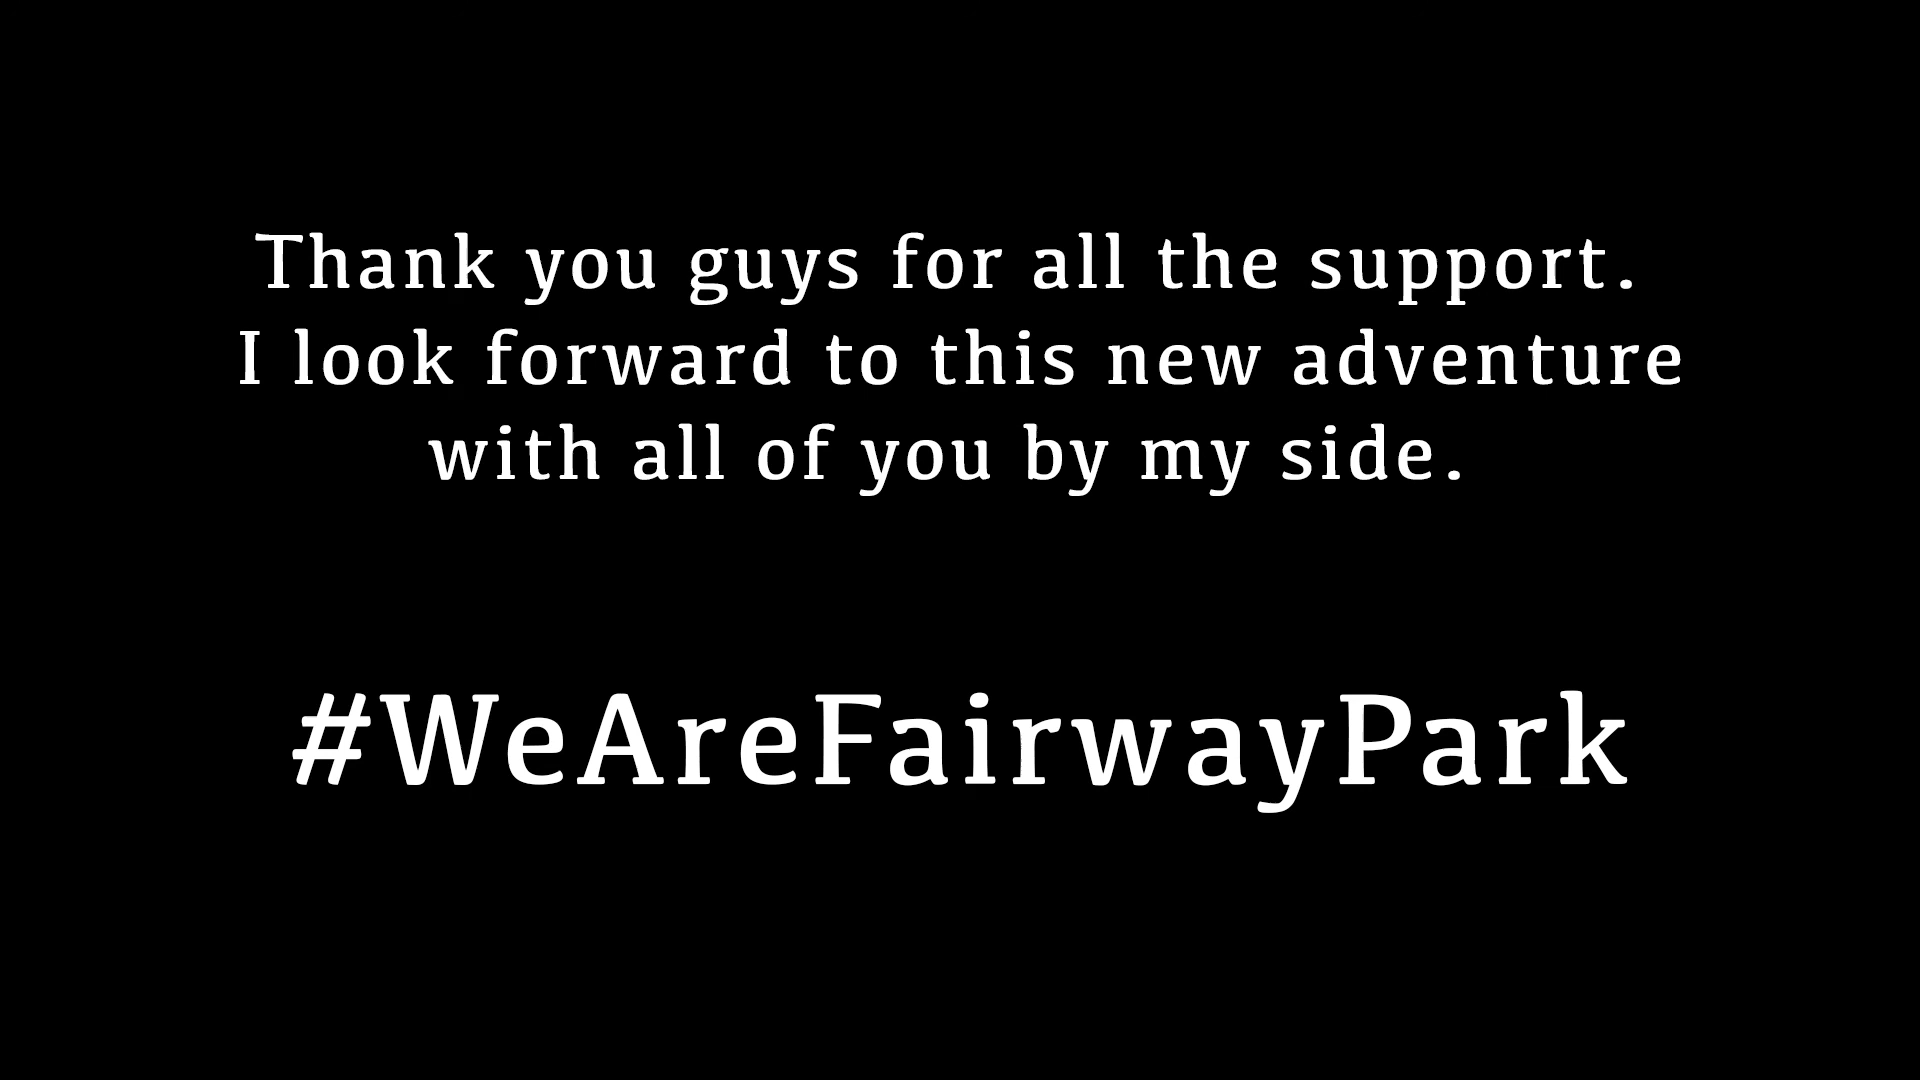 Thank you guys for all the support.
I look forward to this new adventure
with all of you by my side.
#WeAreFairwayPark